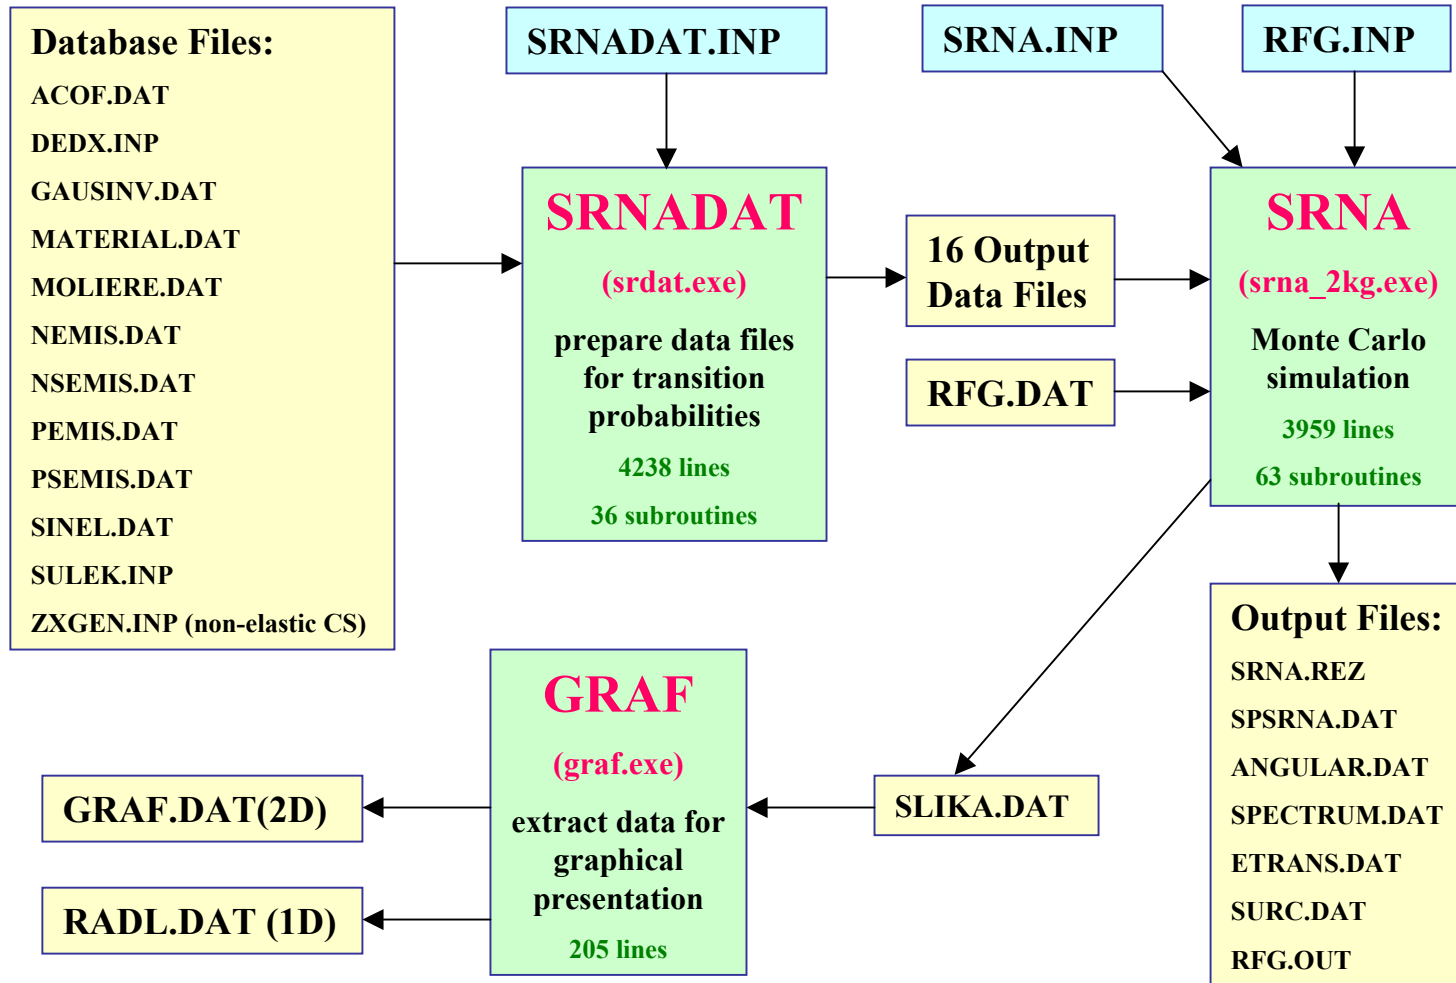 Database Files:
ACOF.DAT
DEDX.INP
GAUSINV.DAT
MATERIAL.DAT
MOLIERE.DAT
NEMIS.DAT
NSEMIS.DAT
PEMIS.DAT
PSEMIS.DAT
SINEL.DAT
SULEK.INP
ZXGEN.INP (non-elastic CS)
SRNADAT.INP
SRNADAT
(srdat.exe)
prepare data files
for transition
probabilities
4238 lines
36 subroutines
16 Output
Data Files
RFG.DAT
SRNA.INP
RFG.INP
SRNA
(srna_2kg.exe)
Monte Carlo
simulation
3959 lines
63 subroutines
Output Files:
SRNA.REZ
SPSRNA.DAT
ANGULAR.DAT
SPECTRUM.DAT
ETRANS.DAT
SURC.DAT
RFG.OUT
SLIKA.DAT
GRAF
(graf.exe)
extract data for
graphical
presentation
205 lines
GRAF.DAT(2D)
RADL.DAT (1D)